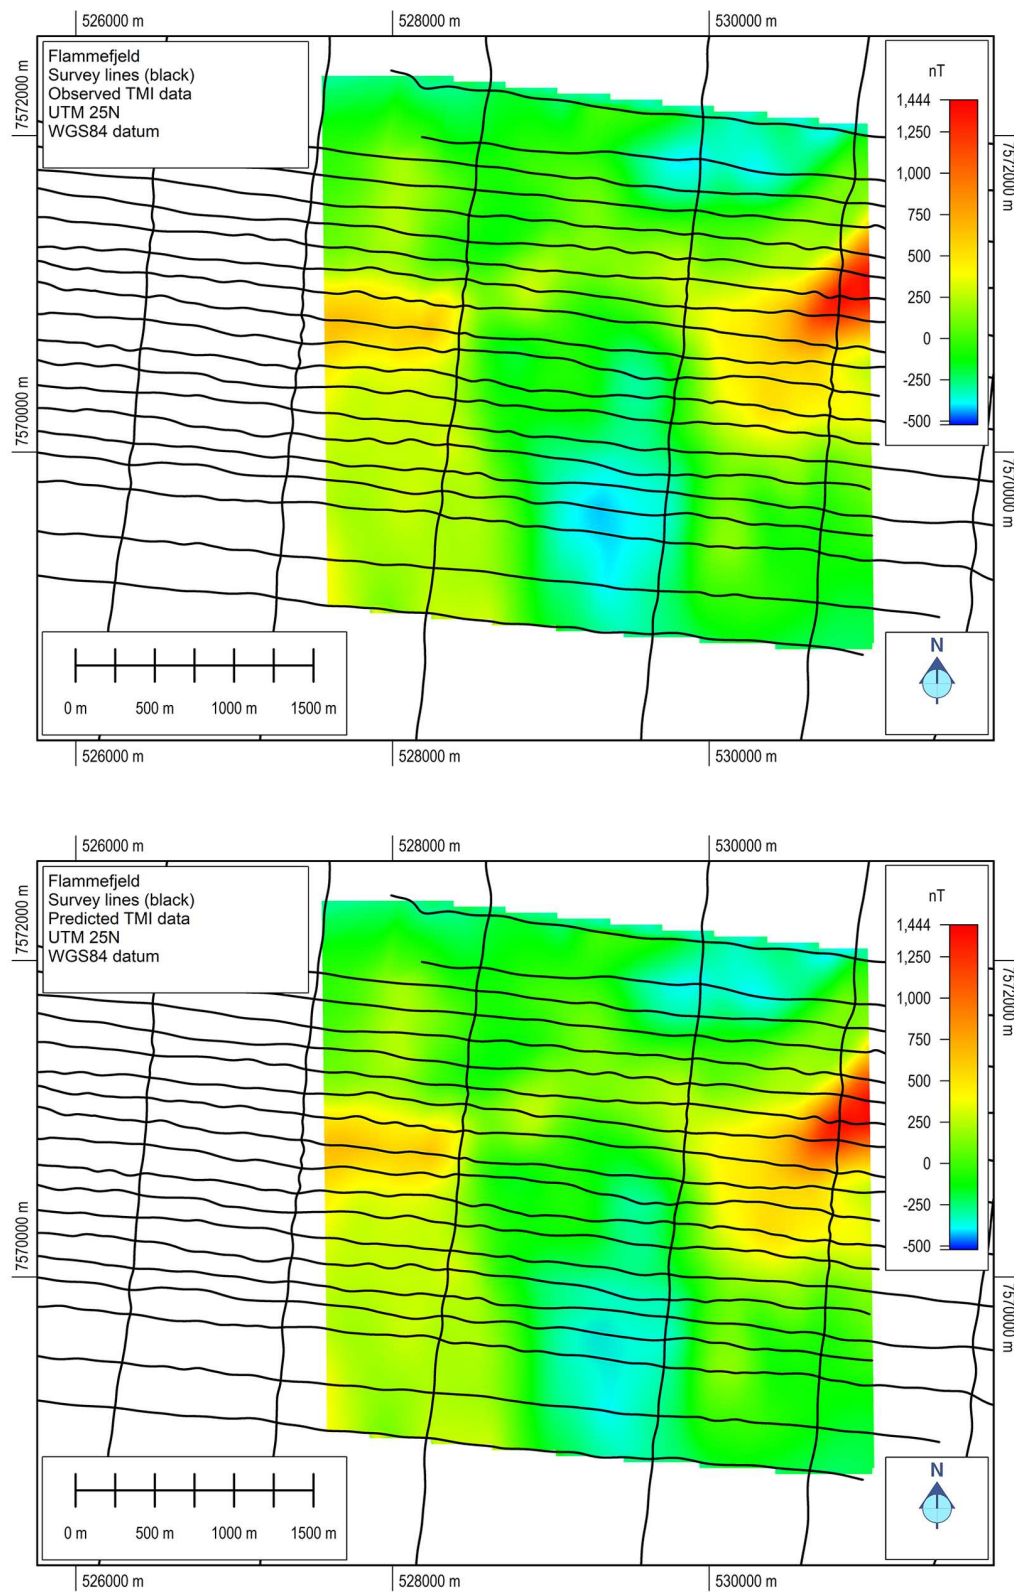 526000 m 528000 m 530000 m
Flammefjeld
Survey lines (black)
Observed TMI data
UTM 25N
WGS84 datum
nT
1,444
1,250
1,000
750
500
250
0
-250
-500
7572000 m
7570000 m
7572000 m
7570000 m
0 m 500 m 1000 m 1500 m
N
526000 m 528000 m 530000 m
526000 m 528000 m 530000 m
Flammefjeld
Survey lines (black)
Predicted TMI data
UTM 25N
WGS84 datum
nT
1,444
1,250
1,000
750
500
250
0
-250
-500
7572000 m
7570000 m
7572000 m
7570000 m
0 m 500 m 1000 m 1500 m
N
526000 m 528000 m 530000 m